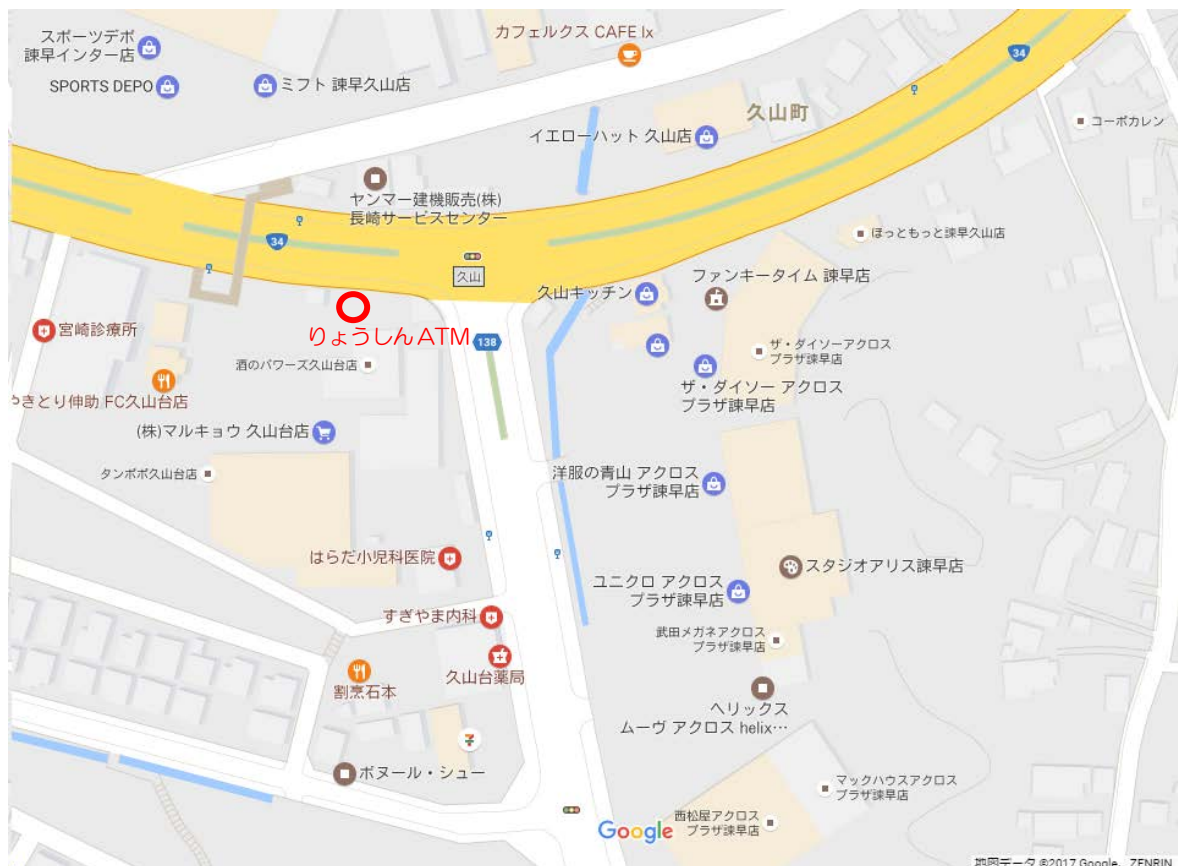 カフェルクス CAFE lx
スポーツデポ
諫早インター店
SPORTS DEPO
ミフト 諫早久山店
34
久山町
コーポカレン
イエローハット 久山店
ヤンマー建機販売(株)
長崎サービスセンター
ほっともっと諫早久山店
34
久山
ファンキータイム 諫早店
久山キッチン
宮崎診療所
りょうしんATM
138
ザ・ダイソーアクロス
プラザ諫早店
酒のパワーズ久山台店
ザ・ダイソー アクロス
プラザ諫早店
やきとり伸助 FC久山台店
(株)マルキョウ 久山台店
タンポポ久山台店
洋服の青山 アクロス
プラザ諫早店
はらだ小児科医院
スタジオアリス諫早店
ユニクロ アクロス
プラザ諫早店
すぎやま内科
武田メガネアクロス
プラザ諫早店
久山台薬局
割烹石本
ヘリックス
ムーヴ アクロス helix…
7
ボヌール・シュー
マックハウスアクロス
プラザ諫早店
西松屋アクロス
プラザ諫早店
Google
地図データ ©2017 Google、ZENRIN